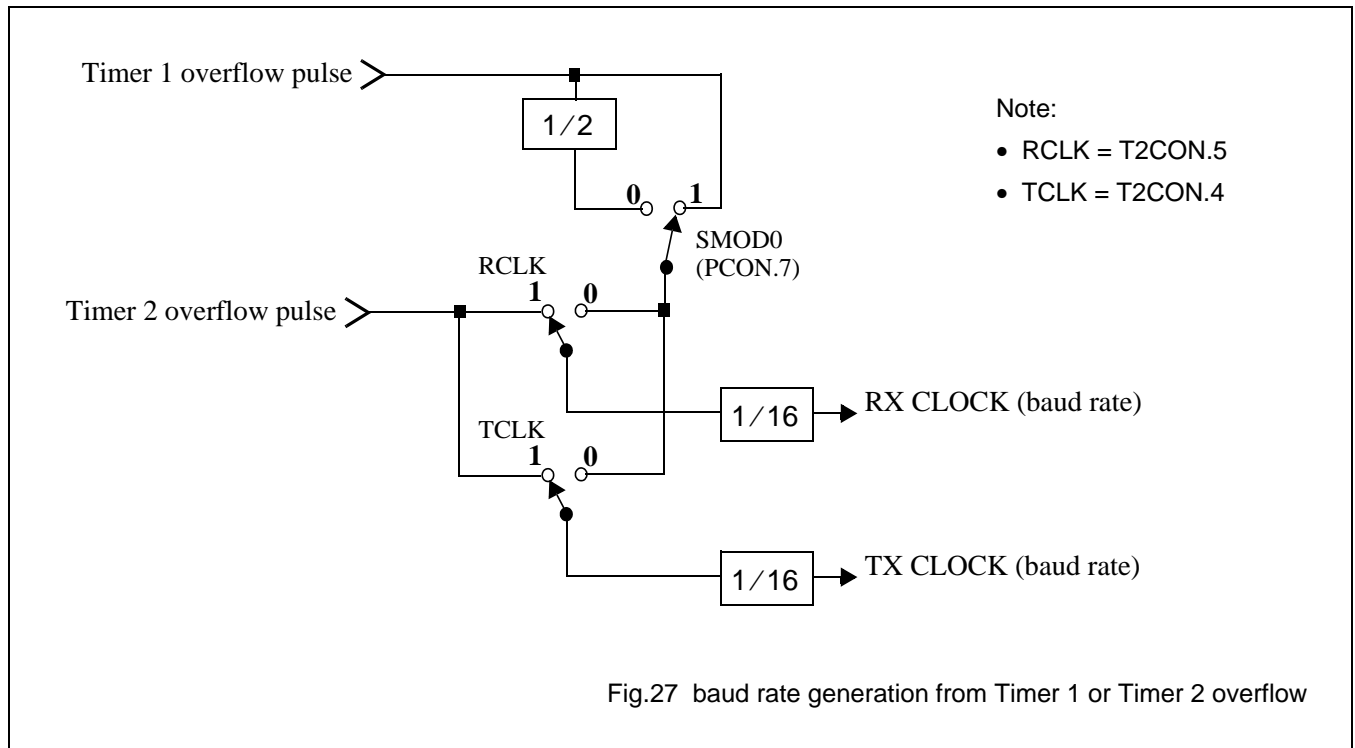 Timer 1 overflow pulse
1/2
Note:
• RCLK = T2CON.5
• TCLK = T2CON.4
0 1
SMOD0
(PCON.7)
RCLK
1 0
Timer 2 overflow pulse
1/16
RX CLOCK (baud rate)
TCLK
1 0
1/16
TX CLOCK (baud rate)
Fig.27 baud rate generation from Timer 1 or Timer 2 overflow